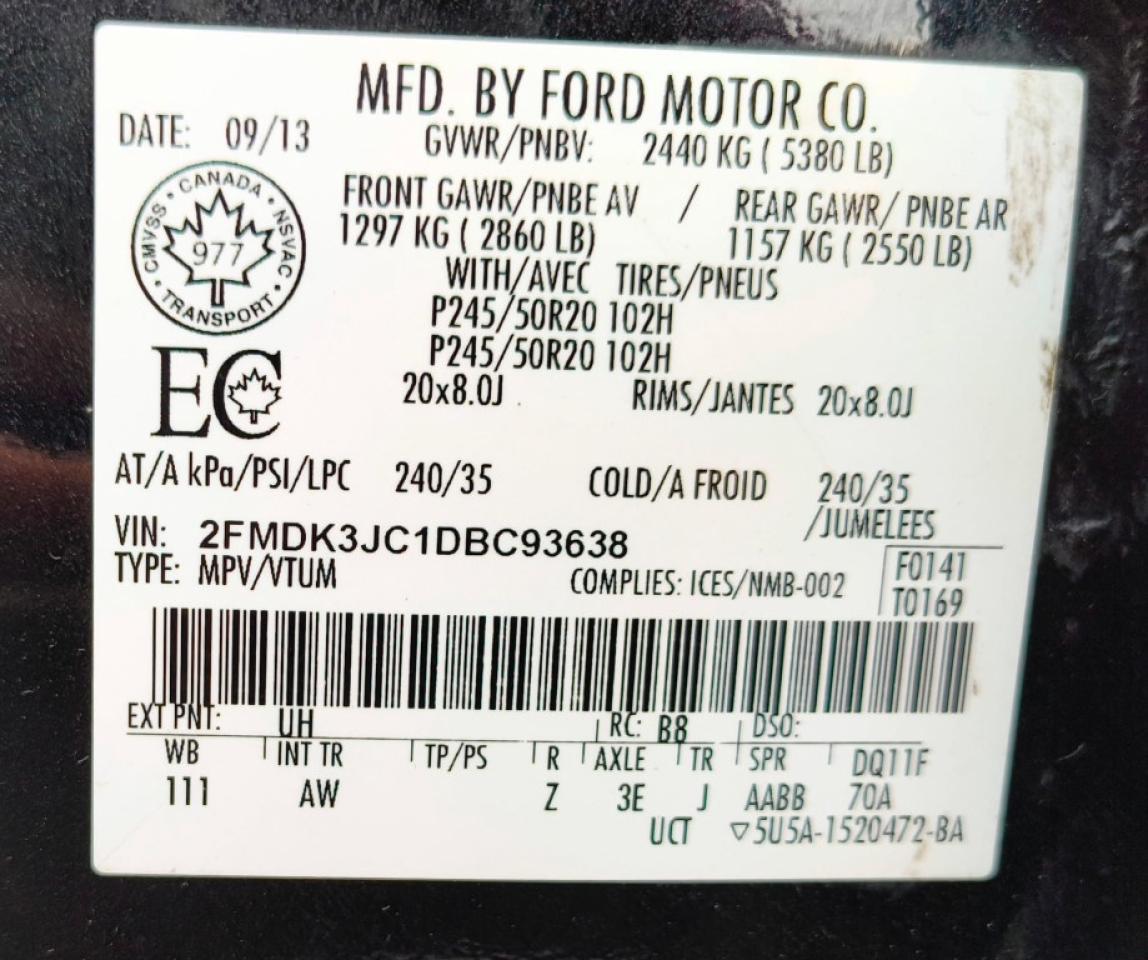 MFD. BY FORD MOTOR CO.
DATE: 09/13
GVWR/PNBV: 2440 KG ( 5380 LB)
FRONT GAWR/PNBE AV / REAR GAWR/ PNBE AR
1297 KG ( 2860 LB) 1157 KG ( 2550 LB)
WITH/AVEC TIRES/PNEUS
P245/50R20 102H
P245/50R20 102H
20x8.0J RIMS/JANTES 20x8.0J
CANADA • NSVAC • TRANSPORT • CMVSS •
977
EC
AT/A kPa/PSI/LPC 240/35 COLD/A FROID 240/35
/JUMELEES
VIN: 2FMDK3JC1DBC93638
TYPE: MPV/VTUM COMPLIES: ICES/NMB-002
F0141
T0169
EXT PNT: UH RC: B8 DSO:
WB INT TR TP/PS R AXLE TR SPR DQ11F
111 AW Z 3E J AABB 70A
UCT ▽5U5A-1520472-BA